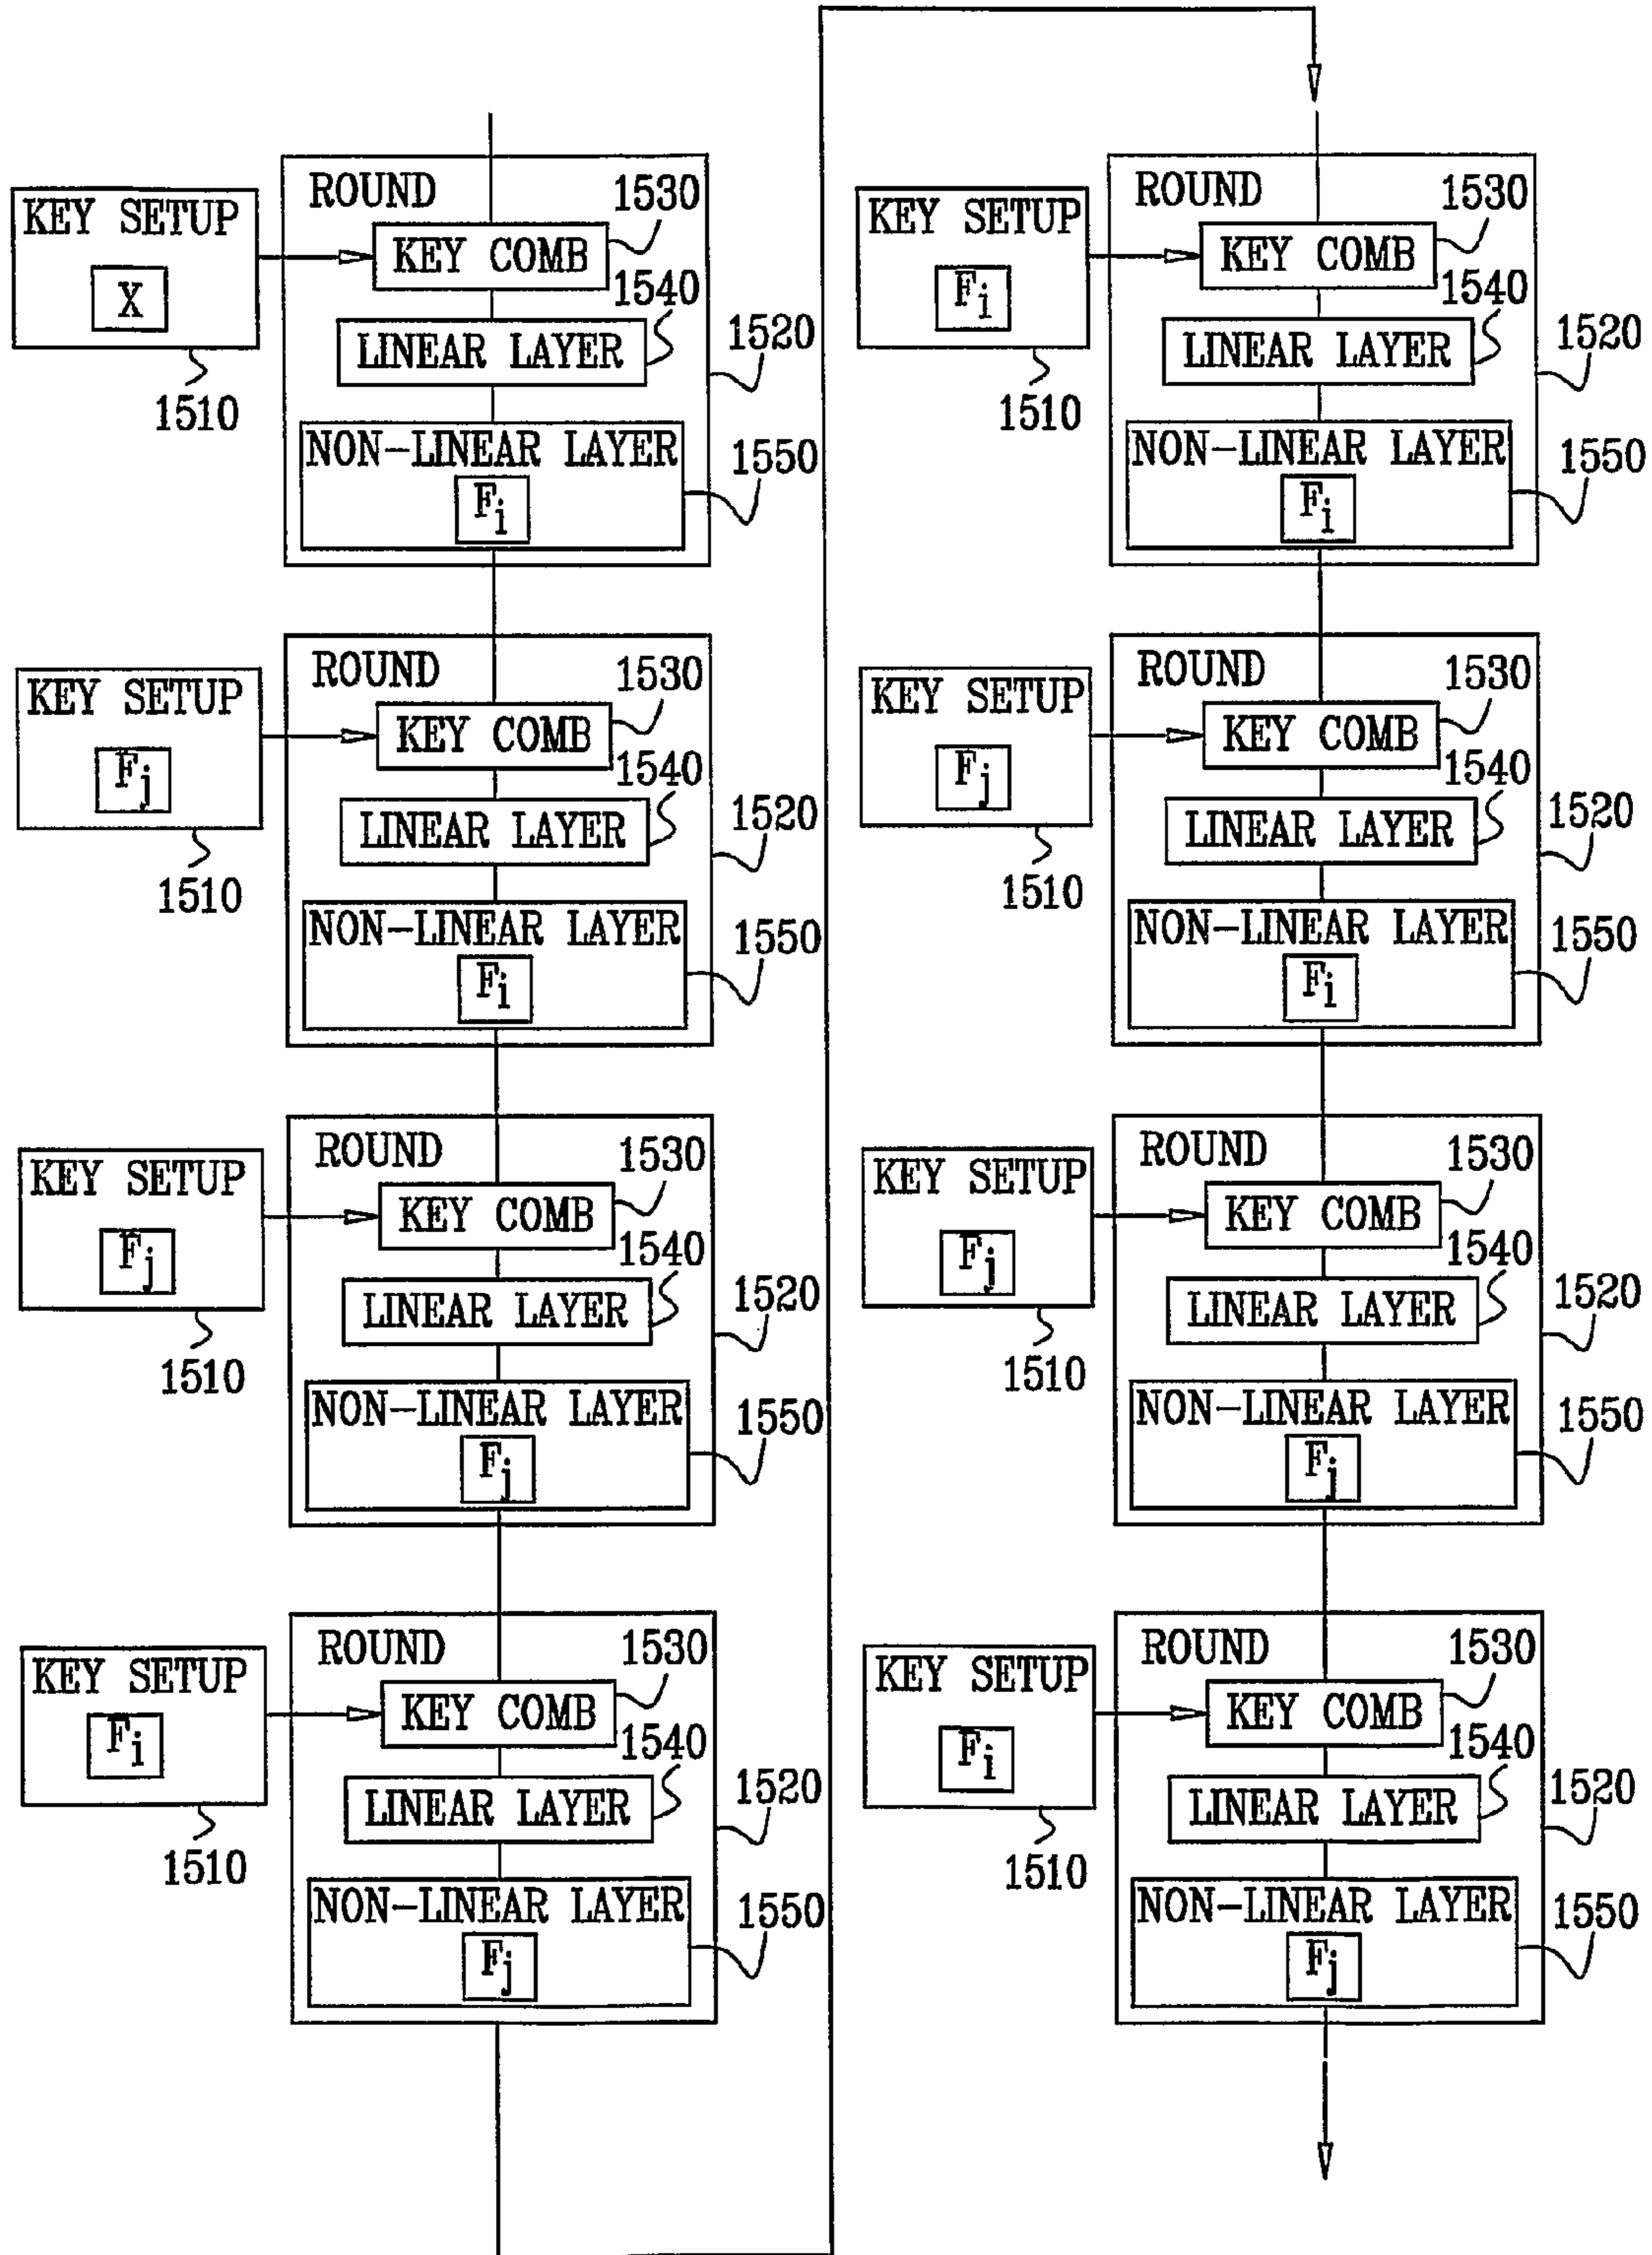 ROUND
1530
KEY SETUP
KEY COMB
X
1540
LINEAR LAYER
1520
1510
NON-LINEAR LAYER
1550
Fi
ROUND
1530
KEY SETUP
KEY COMB
Fj
1540
LINEAR LAYER
1520
1510
NON-LINEAR LAYER
1550
Fi
ROUND
1530
KEY SETUP
KEY COMB
Fj
1540
LINEAR LAYER
1520
1510
NON-LINEAR LAYER
1550
Fj
ROUND
1530
KEY SETUP
KEY COMB
Fi
1540
LINEAR LAYER
1520
1510
NON-LINEAR LAYER
1550
Fj
ROUND
1530
KEY SETUP
KEY COMB
Fi
1540
LINEAR LAYER
1520
1510
NON-LINEAR LAYER
1550
Fi
ROUND
1530
KEY SETUP
KEY COMB
Fj
1540
LINEAR LAYER
1520
1510
NON-LINEAR LAYER
1550
Fi
ROUND
1530
KEY SETUP
KEY COMB
Fj
1540
LINEAR LAYER
1520
1510
NON-LINEAR LAYER
1550
Fj
ROUND
1530
KEY SETUP
KEY COMB
Fi
1540
LINEAR LAYER
1520
1510
NON-LINEAR LAYER
1550
Fj